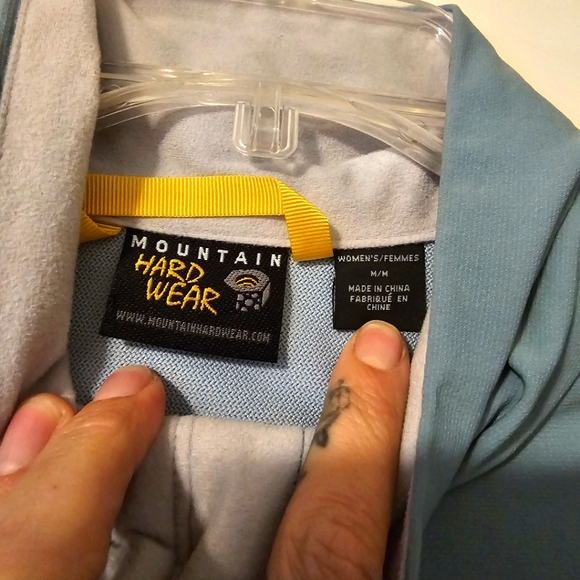 MOUNTAIN
HARD
WEAR
WWW.MOUNTAINHARDWEAR.COM
WOMEN'S/FEMMES
M/M
MADE IN CHINA
FABRIQUÉ EN
CHINE